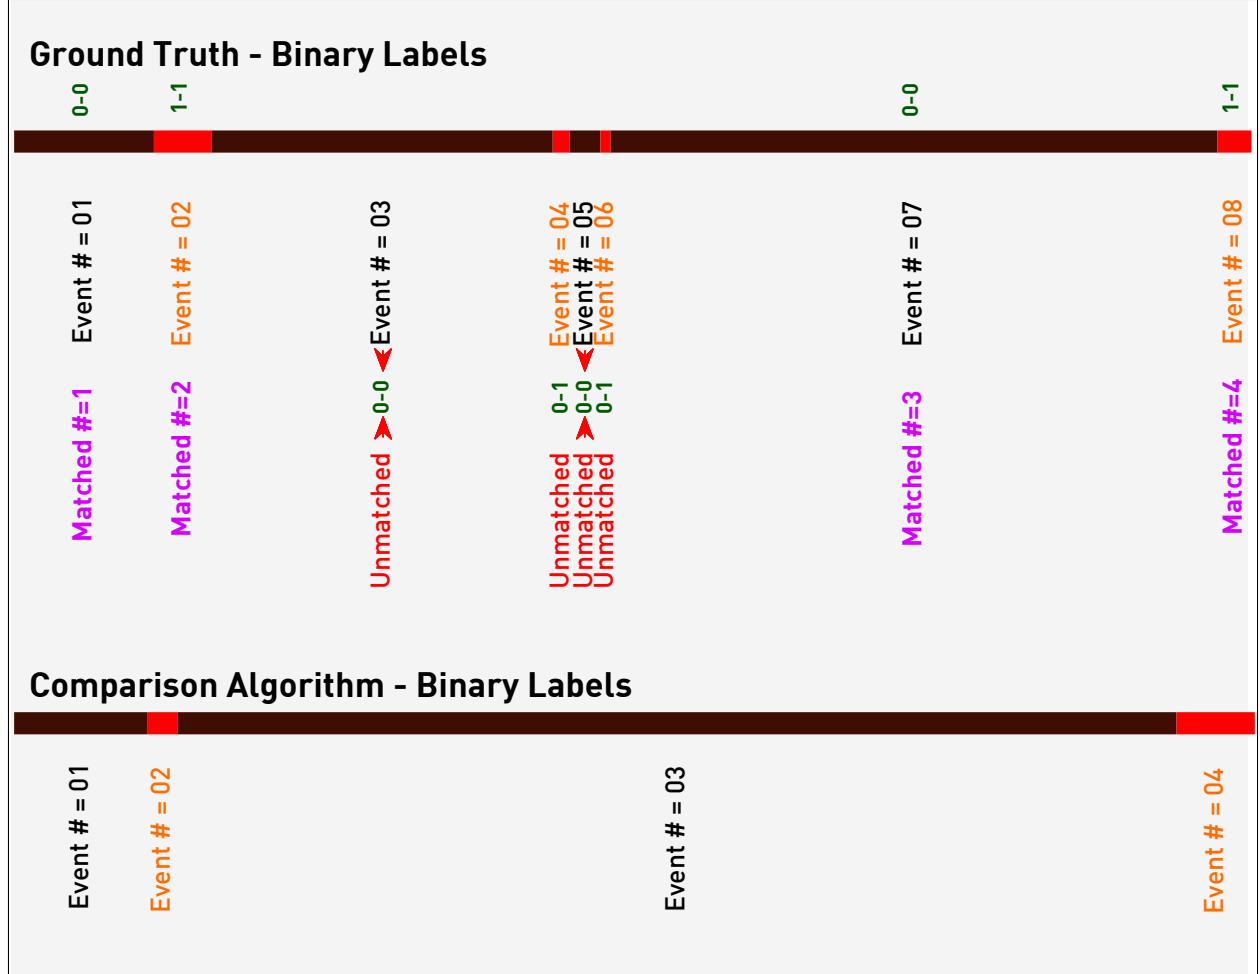 Ground Truth - Binary Labels
0-0
1-1
0-0
1-1
Event # = 01
Event # = 02
Event # = 03
Event # = 04
Event # = 05
Event # = 06
Event # = 07
Event # = 08
0-0
0-1
0-0
0-1
Matched #=1
Matched #=2
Unmatched
Unmatched
Unmatched
Unmatched
Matched #=3
Matched #=4
Comparison Algorithm - Binary Labels
Event # = 01
Event # = 02
Event # = 03
Event # = 04